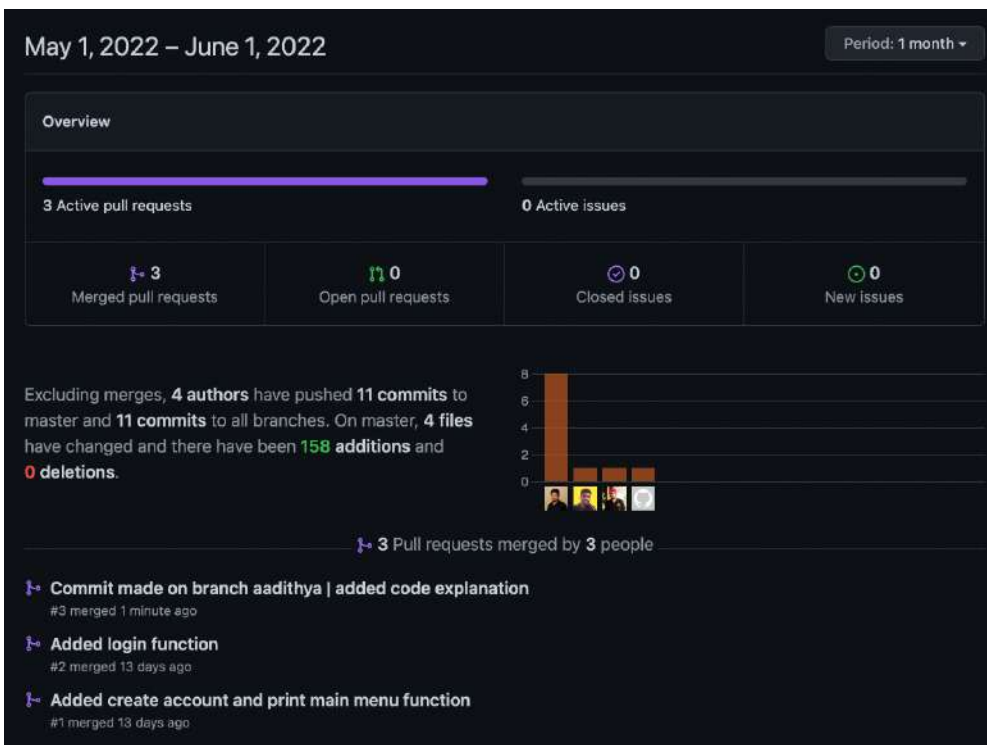 May 1, 2022 – June 1, 2022
Period: 1 month
Overview
3 Active pull requests
0 Active issues
3
Merged pull requests
0
Open pull requests
0
Closed issues
0
New issues
Excluding merges, 4 authors have pushed 11 commits to
master and 11 commits to all branches. On master, 4 files
have changed and there have been 158 additions and
0 deletions.
8
6
4
2
0
3 Pull requests merged by 3 people
Commit made on branch aadithya | added code explanation
#3 merged 1 minute ago
Added login function
#2 merged 13 days ago
Added create account and print main menu function
#1 merged 13 days ago